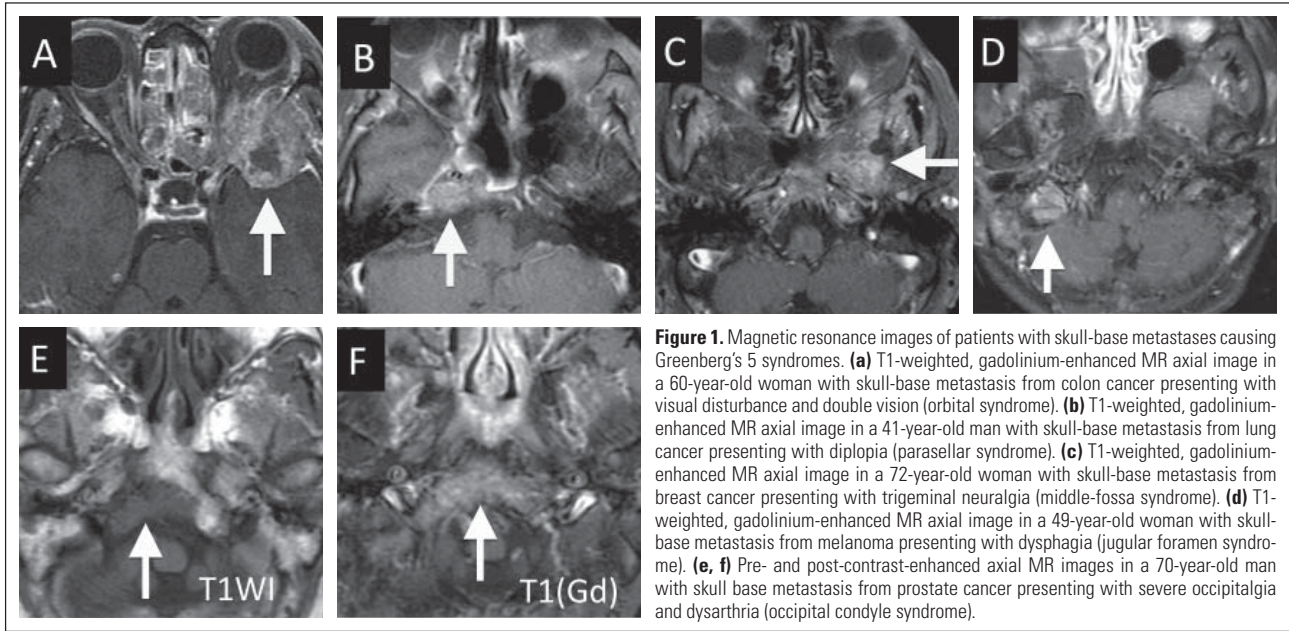 A
B
C
D
E
T1WI
F
T1(Gd)
Figure 1. Magnetic resonance images of patients with skull-base metastases causing
Greenberg's 5 syndromes. (a) T1-weighted, gadolinium-enhanced MR axial image in
a 60-year-old woman with skull-base metastasis from colon cancer presenting with
visual disturbance and double vision (orbital syndrome). (b) T1-weighted, gadolinium-
enhanced MR axial image in a 41-year-old man with skull-base metastasis from lung
cancer presenting with diplopia (parasellar syndrome). (c) T1-weighted, gadolinium-
enhanced MR axial image in a 72-year-old woman with skull-base metastasis from
breast cancer presenting with trigeminal neuralgia (middle-fossa syndrome). (d) T1-
weighted, gadolinium-enhanced MR axial image in a 49-year-old woman with skull-
base metastasis from melanoma presenting with dysphagia (jugular foramen syndro-
me). (e, f) Pre- and post-contrast-enhanced axial MR images in a 70-year-old man
with skull base metastasis from prostate cancer presenting with severe occipitalgia
and dysarthria (occipital condyle syndrome).